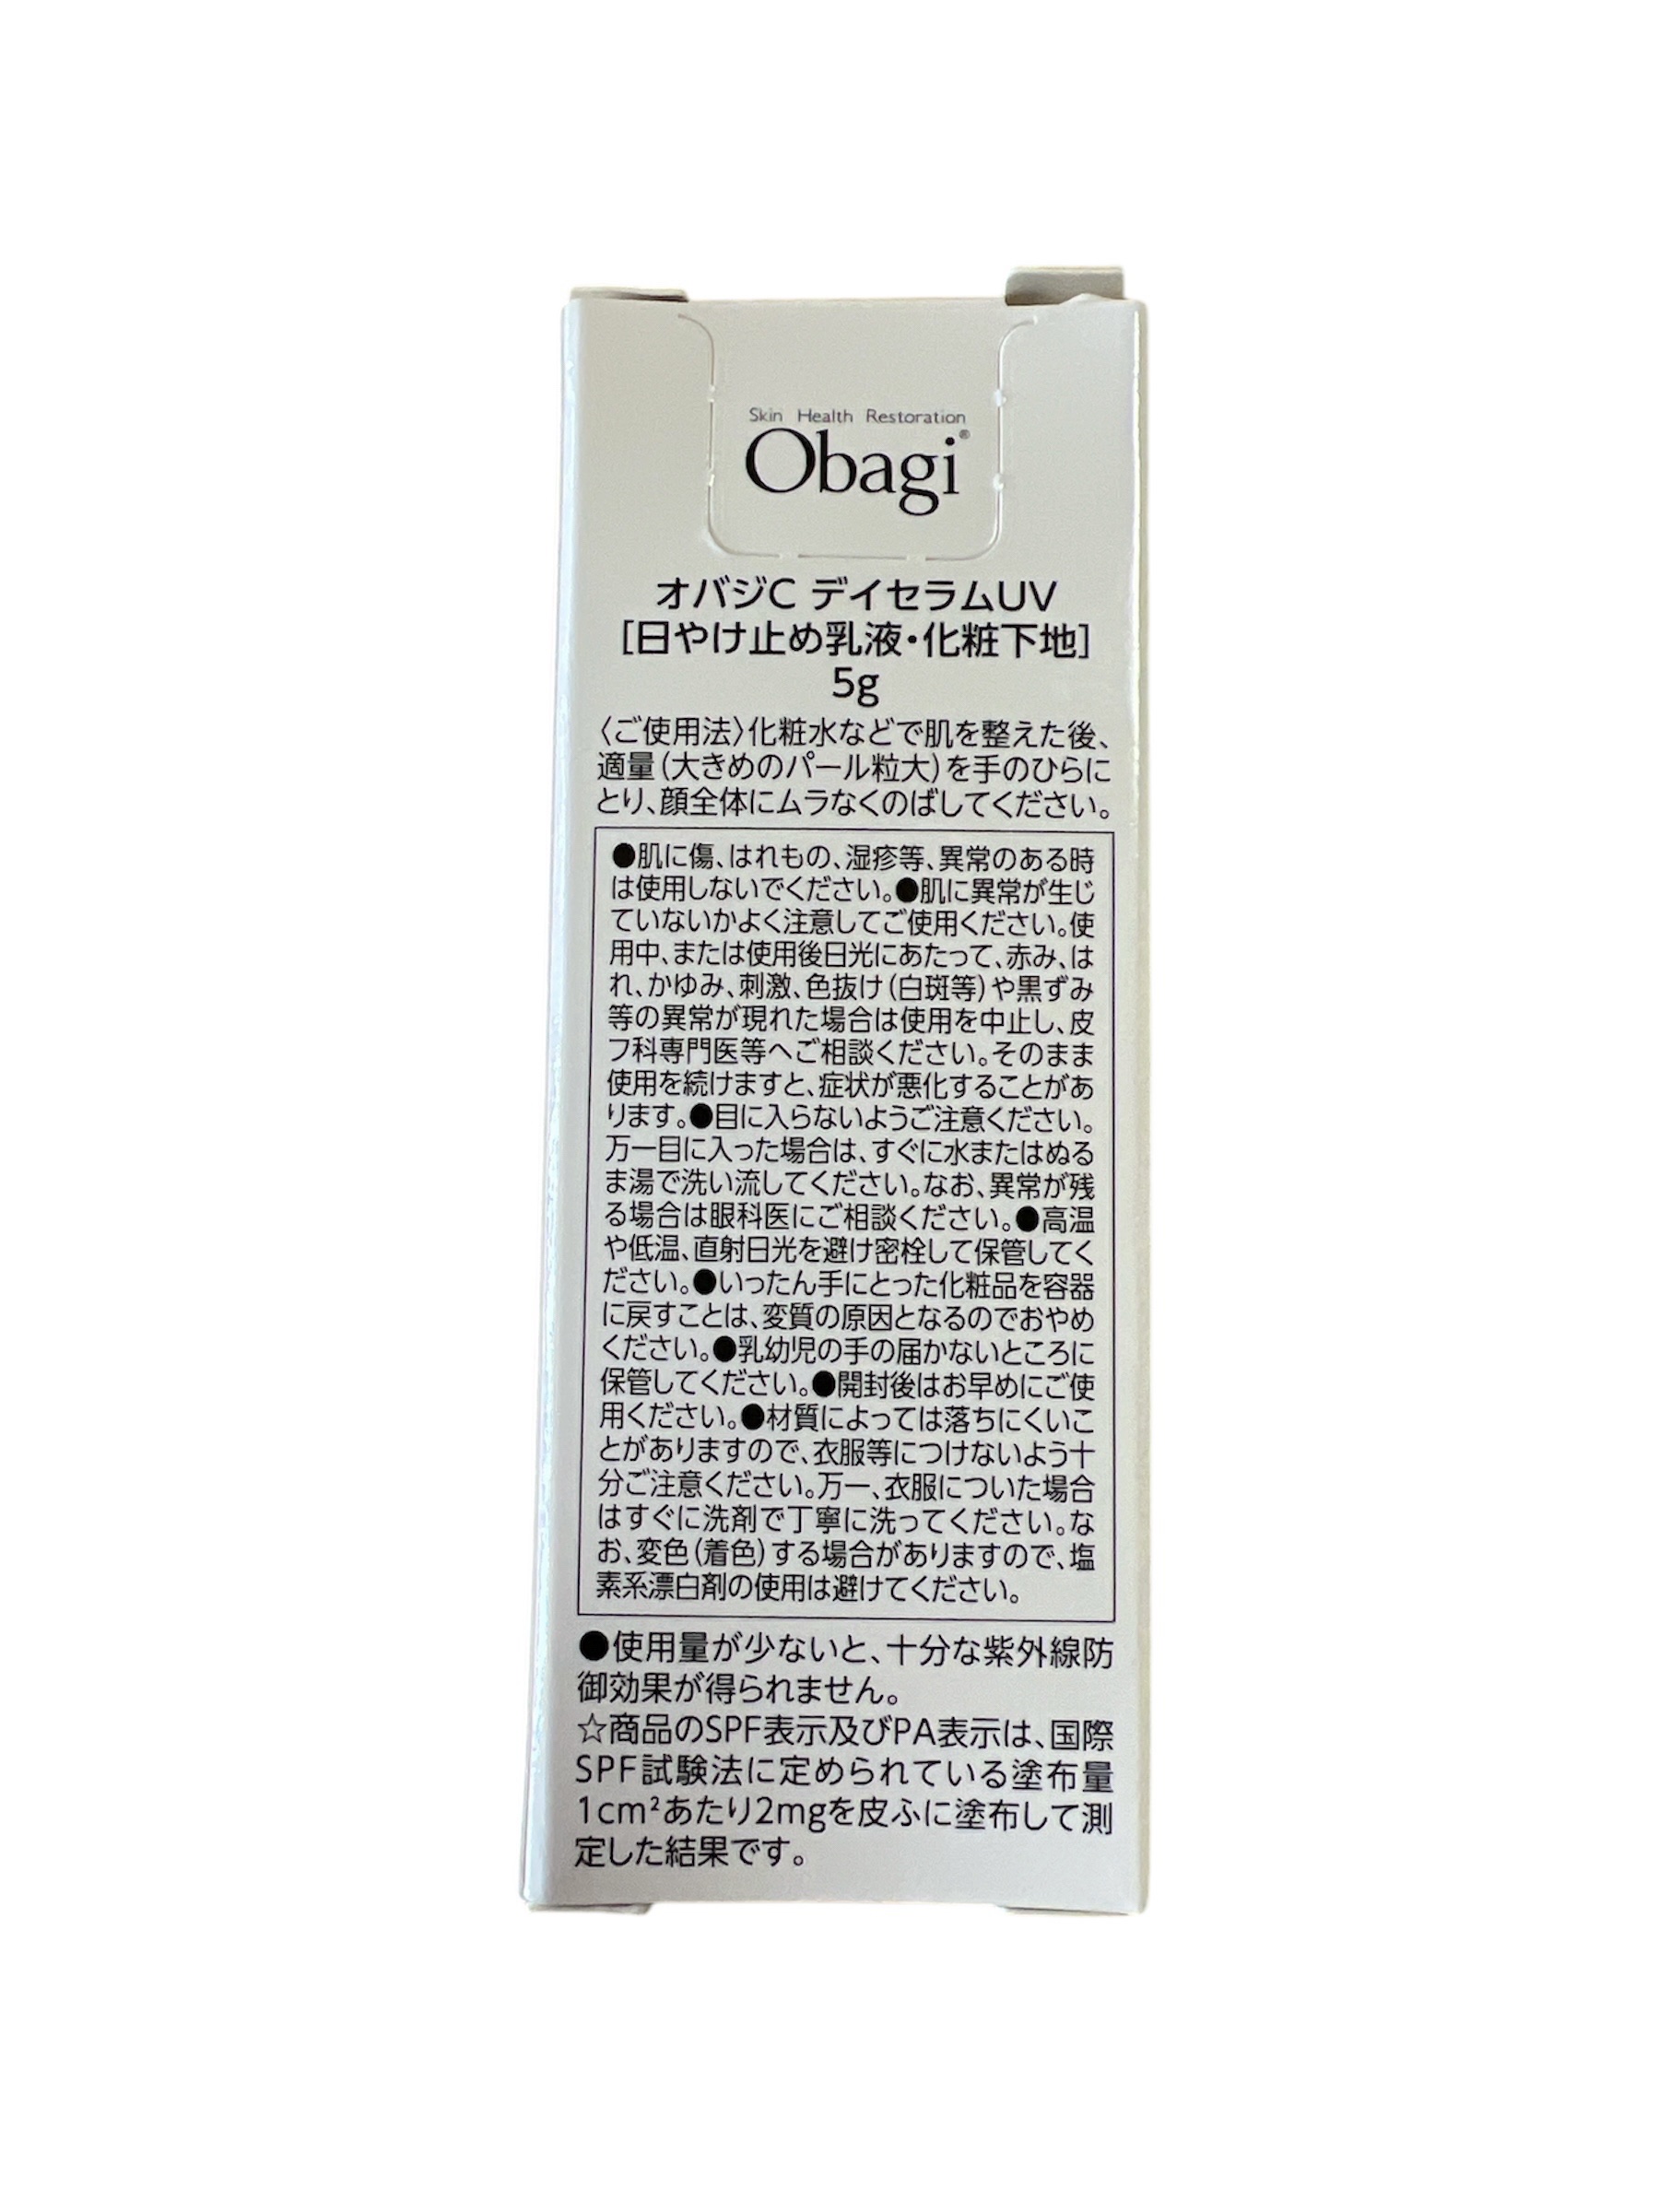 Skin Health Restoration
Obagi®
オバジC デイセラムUV
[日やけ止め乳液・化粧下地]
5g
〈ご使用法〉化粧水などで肌を整えた後、
適量(大きめのパール粒大)を手のひらに
とり、顔全体にムラなくのばしてください。
●肌に傷、はれもの、湿疹等、異常のある時
は使用しないでください。●肌に異常が生じ
ていないかよく注意してご使用ください。使
用中、または使用後日光にあたって、赤み、は
れ、かゆみ、刺激、色抜け(白斑等)や黒ずみ
等の異常が現れた場合は使用を中止し、皮
フ科専門医等へご相談ください。そのまま
使用を続けますと、症状が悪化することがあ
ります。●目に入らないようご注意ください。
万一目に入った場合は、すぐに水またはぬる
ま湯で洗い流してください。なお、異常が残
る場合は眼科医にご相談ください。●高温
や低温、直射日光を避け密栓して保管してく
ださい。●いったん手にとった化粧品を容器
に戻すことは、変質の原因となるのでおやめ
ください。●乳幼児の手の届かないところに
保管してください。●開封後はお早めにご使
用ください。●材質によっては落ちにくいこ
とがありますので、衣服等につけないよう十
分ご注意ください。万一、衣服についた場合
はすぐに洗剤で丁寧に洗ってください。な
お、変色(着色)する場合がありますので、塩
素系漂白剤の使用は避けてください。
●使用量が少ないと、十分な紫外線防
御効果が得られません。
☆商品のSPF表示及びPA表示は、国際
SPF試験法に定められている塗布量
1cm²あたり2mgを皮ふに塗布して測
定した結果です。